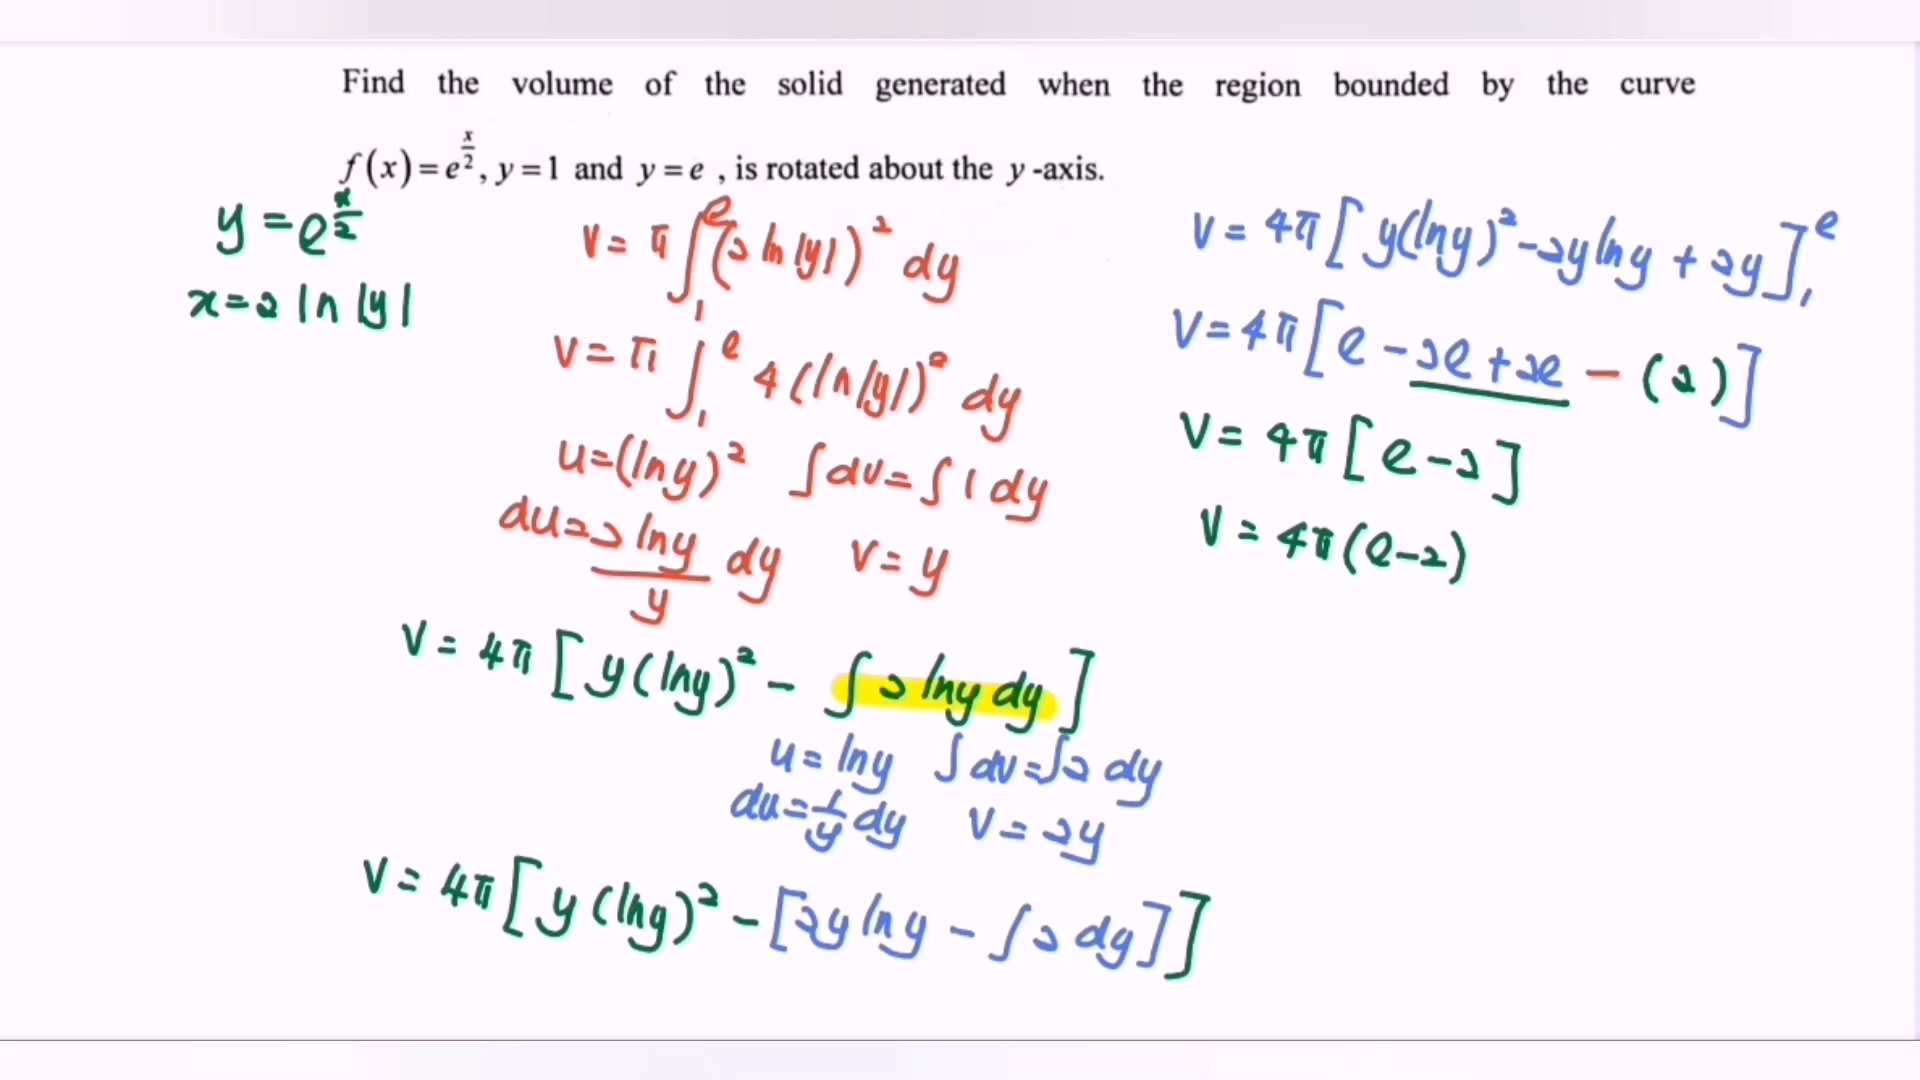 Find the volume of the solid generated when the region bounded by the curve
f(x) = e^{x/2}, y = 1 and y = e , is rotated about the y -axis.
y = e^{x/2}
x = 2 ln |y|
V = π ∫_1^e (2 ln |y|)^2 dy
V = π ∫_1^e 4 (ln |y|)^2 dy
u = (ln y)^2 ∫ dv = ∫ 1 dy
du = 2 ln y / y dy V = y
V = 4π [ y (ln y)^2 - ∫ 2 ln y dy ]
u = ln y ∫ dv = ∫ 2 dy
du = 1/y dy V = 2y
V = 4π [ y (ln y)^2 - [ 2y ln y - ∫ 2 dy ] ]
V = 4π [ y (ln y)^2 - 2y ln y + 2y ]_1^e
V = 4π [ e - 2e + 2e - (2) ]
V = 4π [ e - 2 ]
V = 4π (e - 2)